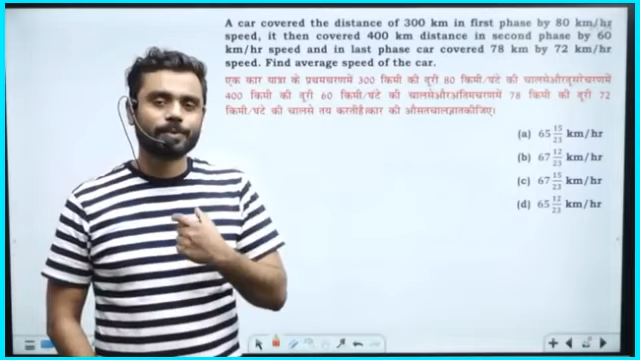 A car covered the distance of 300 km in first phase by 80 km/hr
speed, it then covered 400 km distance in second phase by 60
km/hr speed and in last phase car covered 78 km by 72 km/hr
speed. Find average speed of the car.
एक कार यात्रा के प्रथमचरणमें 300 किमी की दूरी 80 किमी/घंटे की चालसेऔरदूसरेचरणमें
400 किमी की दूरी 60 किमी/घंटे की चालसेऔरअंतिमचरणमें 78 किमी की दूरी 72
किमी/घंटे की चालसे तय करतीहै।कार की औसतचालज्ञातकीजिए।
(a) 65 15/23 km/hr
(b) 67 12/23 km/hr
(c) 67 15/23 km/hr
(d) 65 12/23 km/hr